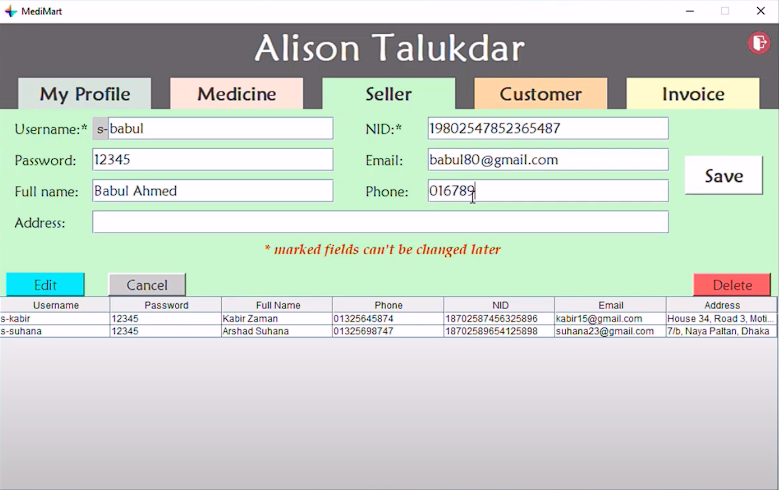 MediMart
Alison Talukdar
My Profile Medicine Seller Customer Invoice
Username:* s-babul NID:* 19802547852365487
Password: 12345 Email: babul80@gmail.com
Save
Full name: Babul Ahmed Phone: 016789
Address:
* marked fields can't be changed later
Edit Cancel Delete
Username Password Full Name Phone NID Email Address
s-kabir 12345 Kabir Zaman 01325645874 18702587456325896 kabir15@gmail.com House 34, Road 3, Moti...
s-suhana 12345 Arshad Suhana 01325698747 18702589654125898 suhana23@gmail.com 7/b, Naya Paltan, Dhaka